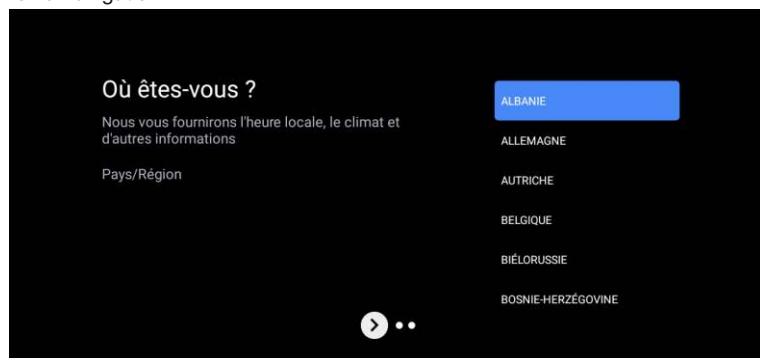 Où êtes-vous ?
Nous vous fournirons l'heure locale, le climat et
d'autres informations
Pays/Région
ALBANIE
ALLEMAGNE
AUTRICHE
BELGIQUE
BIÉLORUSSIE
BOSNIE-HERZÉGOVINE